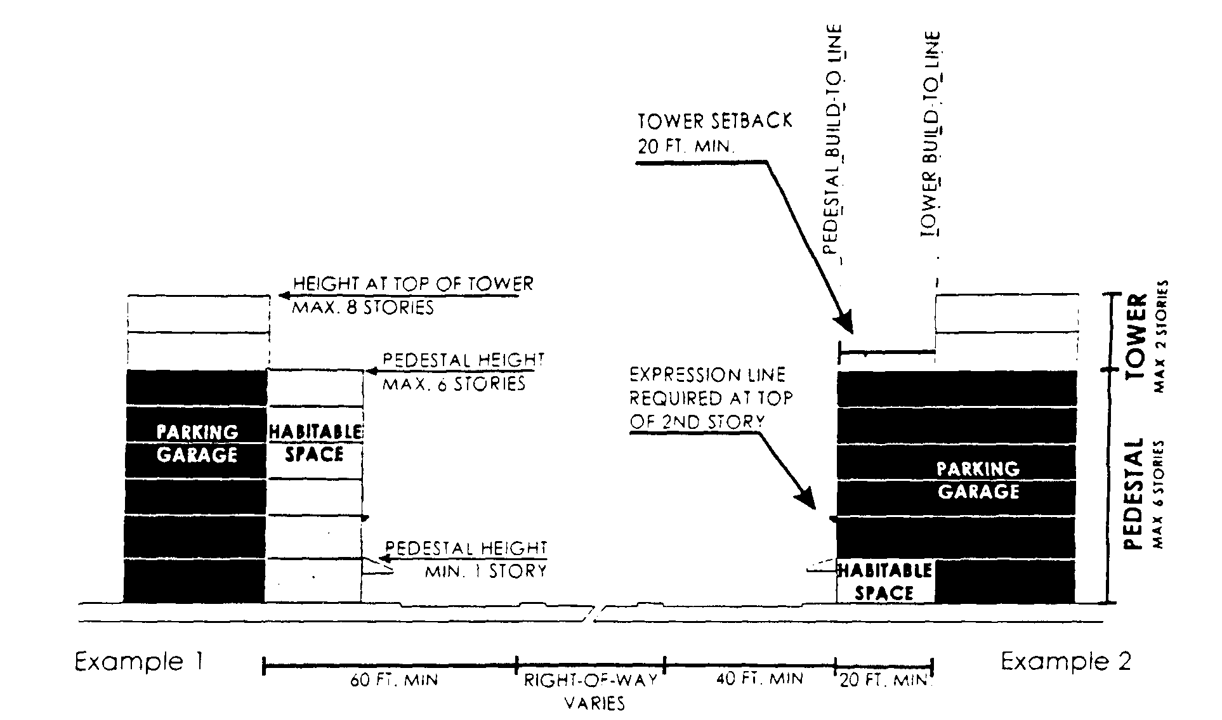 TOWER SETBACK
20 FT. MIN.
PEDESTAL BUILD-TO LINE
TOWER BUILD-TO LINE
HEIGHT AT TOP OF TOWER
MAX. 8 STORIES
PEDESTAL HEIGHT
MAX. 6 STORIES
EXPRESSION LINE
REQUIRED AT TOP
OF 2ND STORY
TOWER
MAX 2 STORIES
PARKING
GARAGE
HABITABLE
SPACE
PARKING
GARAGE
PEDESTAL
MAX 6 STORIES
PEDESTAL HEIGHT
MIN. 1 STORY
HABITABLE
SPACE
Example 1
Example 2
60 FT. MIN
RIGHT-OF-WAY
VARIES
40 FT. MIN
20 FT. MIN.